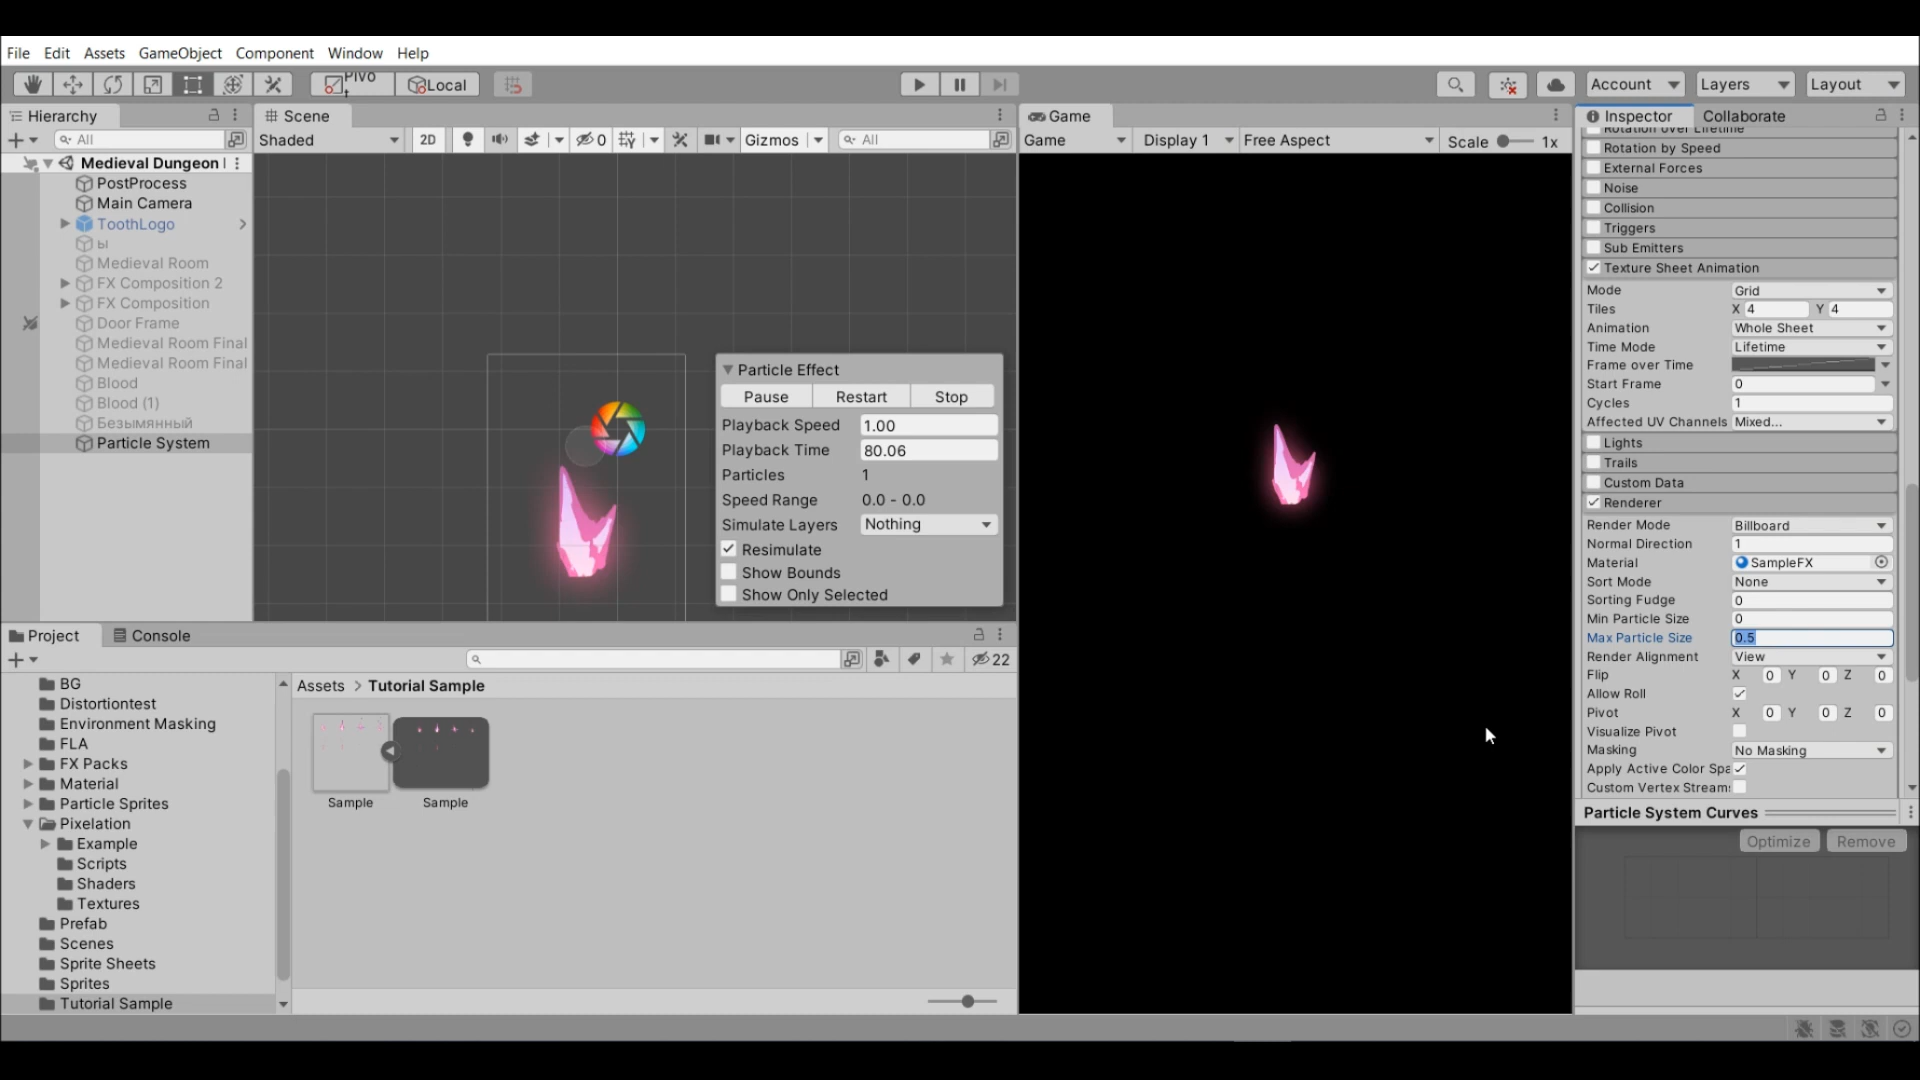 File Edit Assets GameObject Component Window Help
Pivot Local
Account Layers Layout
Hierarchy
All
Medieval Dungeon
PostProcess
Main Camera
ToothLogo
ы
Medieval Room
FX Composition 2
FX Composition
Door Frame
Medieval Room Final
Medieval Room Final
Blood
Blood (1)
Безымянный
Particle System
Scene
Shaded 2D 0 Gizmos All
Particle Effect
Pause Restart Stop
Playback Speed 1.00
Playback Time 80.06
Particles 1
Speed Range 0.0 - 0.0
Simulate Layers Nothing
Resimulate
Show Bounds
Show Only Selected
Game
Game Display 1 Free Aspect Scale 1x
Inspector Collaborate
Rotation over Lifetime
Rotation by Speed
External Forces
Noise
Collision
Triggers
Sub Emitters
Texture Sheet Animation
Mode Grid
Tiles X 4 Y 4
Animation Whole Sheet
Time Mode Lifetime
Frame over Time
Start Frame 0
Cycles 1
Affected UV Channels Mixed...
Lights
Trails
Custom Data
Renderer
Render Mode Billboard
Normal Direction 1
Material SampleFX
Sort Mode None
Sorting Fudge 0
Min Particle Size 0
Max Particle Size 0.5
Render Alignment View
Flip X 0 Y 0 Z 0
Allow Roll
Pivot X 0 Y 0 Z 0
Visualize Pivot
Masking No Masking
Apply Active Color Spa
Custom Vertex Stream
Particle System Curves
Optimize Remove
Project Console
22
BG
Distortiontest
Environment Masking
FLA
FX Packs
Material
Particle Sprites
Pixelation
Example
Scripts
Shaders
Textures
Prefab
Scenes
Sprite Sheets
Sprites
Tutorial Sample
Assets > Tutorial Sample
Sample Sample